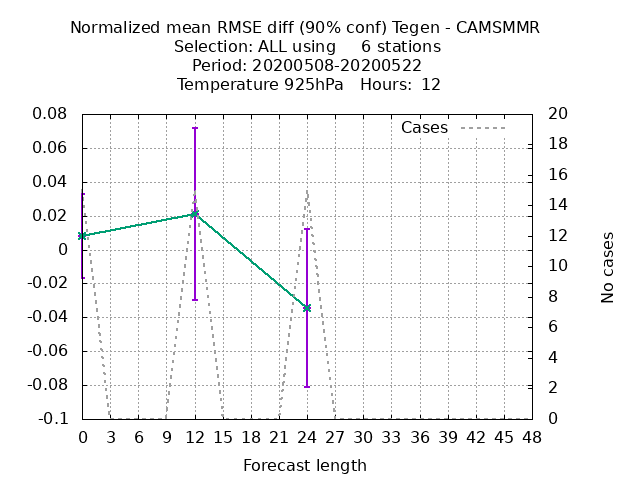 Normalized mean RMSE diff (90% conf) Tegen - CAMSMMR
Selection: ALL using     6 stations
Period: 20200508-20200522
Temperature 925hPa   Hours:  12
Cases
0.08
0.06
0.04
0.02
0
-0.02
-0.04
-0.06
-0.08
-0.1
20
18
16
14
12
10
8
6
4
2
0
No cases
0 3 6 9 12 15 18 21 24 27 30 33 36 39 42 45 48
Forecast length